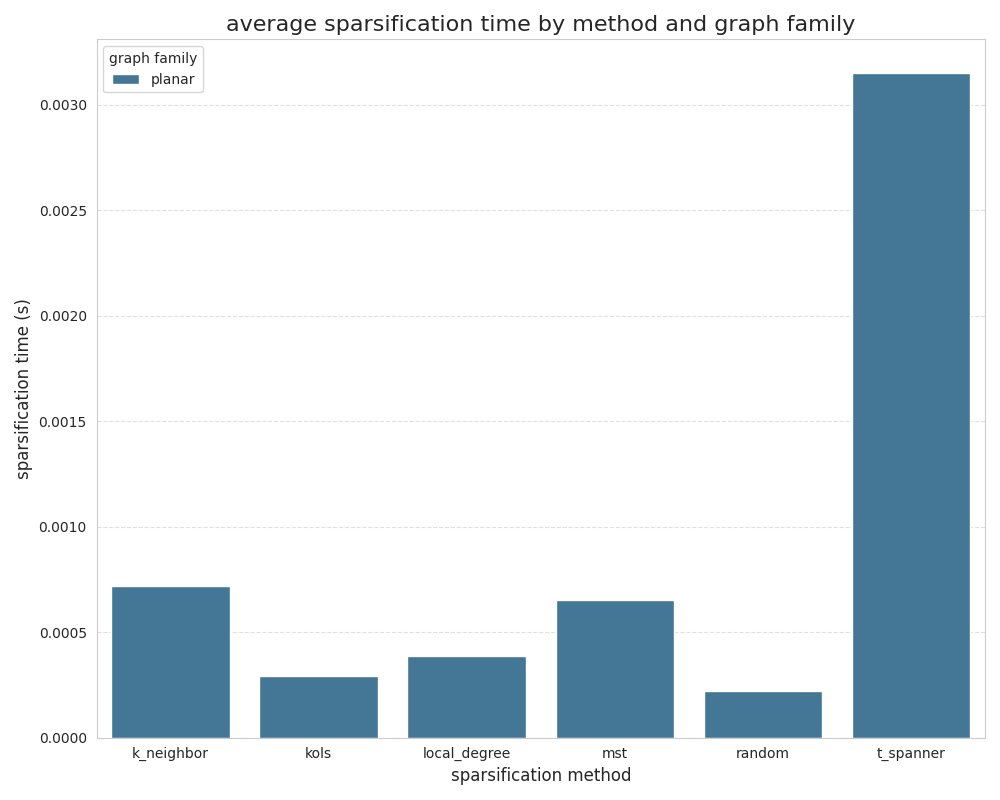 average sparsification time by method and graph family
graph family
planar
0.0030
0.0025
0.0020
0.0015
0.0010
0.0005
0.0000
sparsification time (s)
k_neighbor
kols
local_degree
mst
random
t_spanner
sparsification method